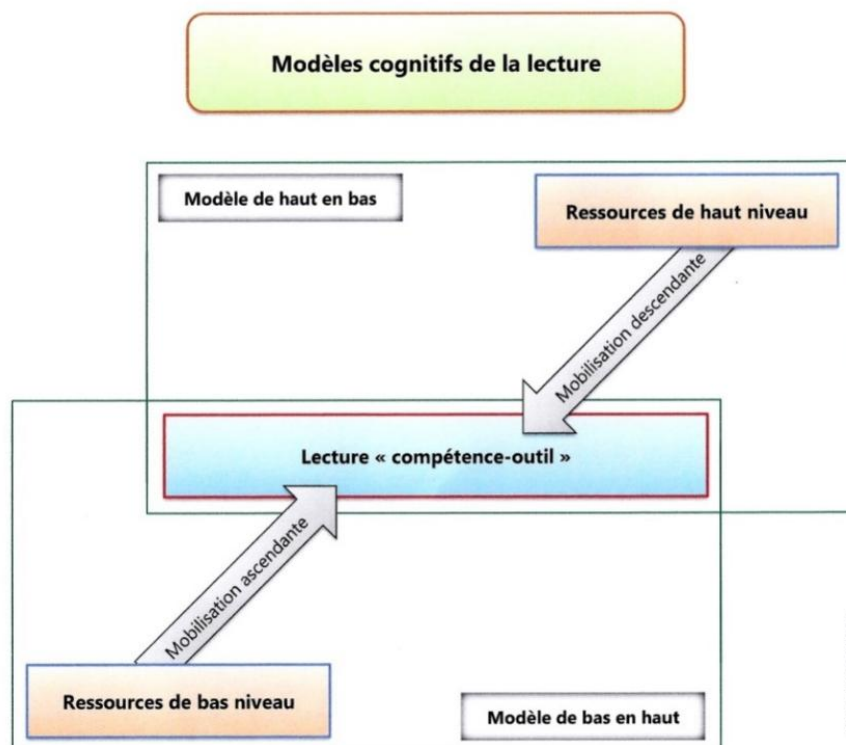 Modèles cognitifs de la lecture
Modèle de haut en bas
Ressources de haut niveau
Mobilisation descendante
Lecture « compétence-outil »
Mobilisation ascendante
Ressources de bas niveau
Modèle de bas en haut